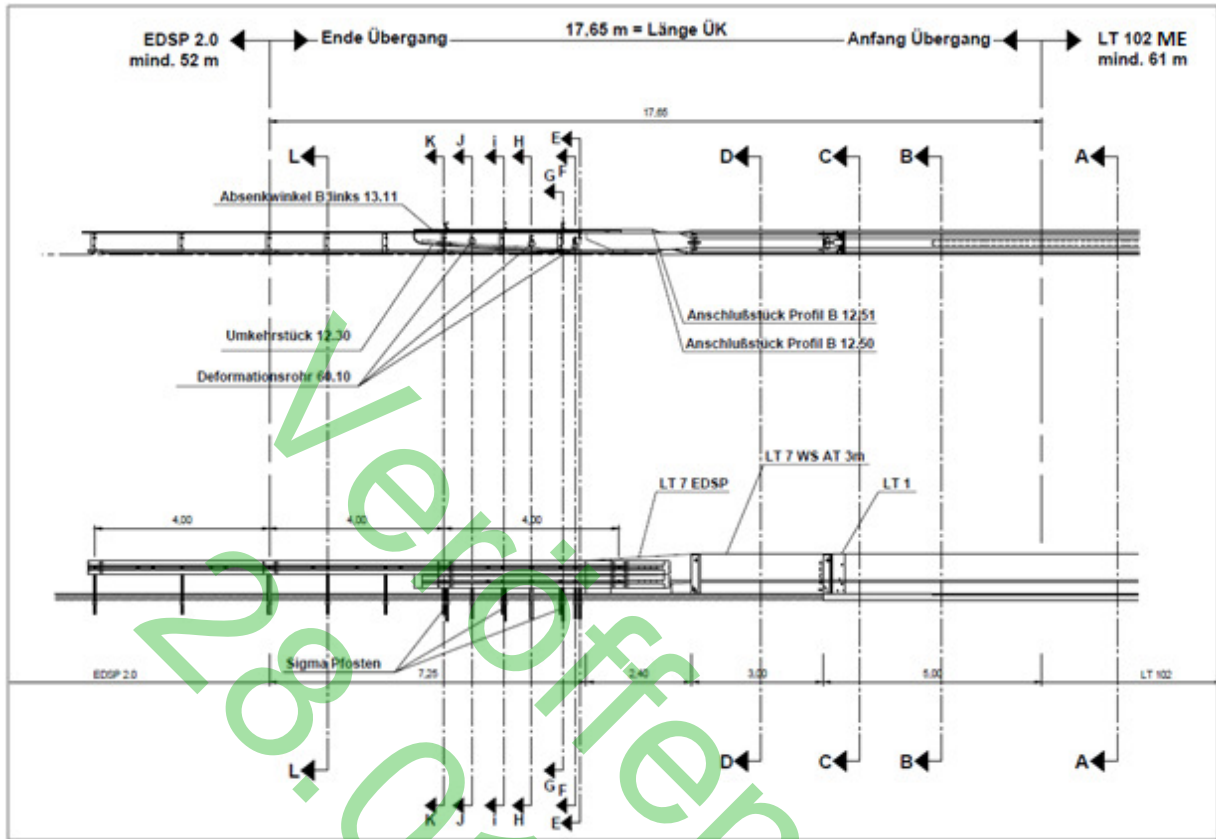 17,65 m = Länge ÜK
EDSP 2.0
mind. 52 m
Ende Übergang
Anfang Übergang
LT 102 ME
mind. 61 m
17,65
L
K
J
i
H
E
F
G
D
C
B
A
Absenkwinkel B links 13.11
Umkehrstück 12.30
Deformationsrohr 60.10
Anschlußstück Profil B 12.51
Anschlußstück Profil B 12.50
LT 7 EDSP
LT 7 WS AT 3m
LT 1
4,00
4,00
4,00
Sigma Pfosten
EDSP 2.0
7,25
2,40
3,00
5,00
LT 102
L
K
J
i
H
G
F
E
D
C
B
A
Veröffen
28.0